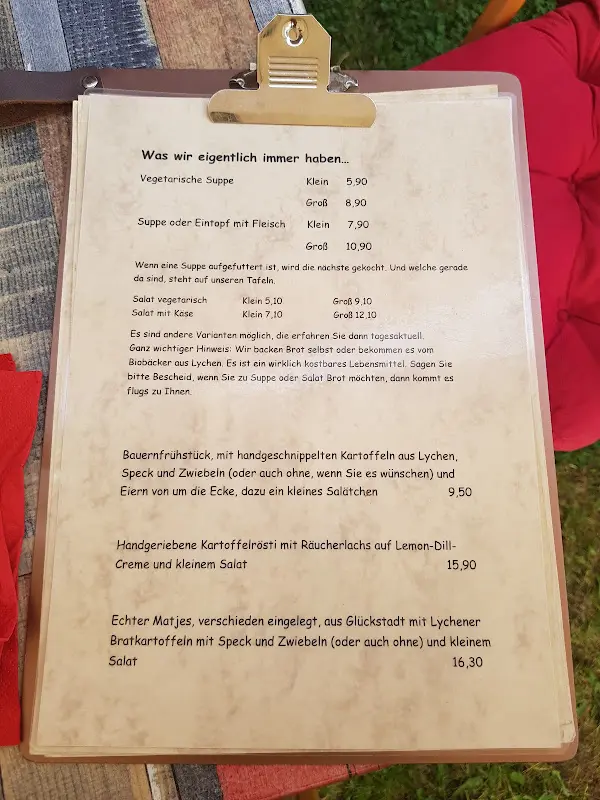 Was wir eigentlich immer haben...
Vegetarische Suppe Klein 5,90
Groß 8,90
Suppe oder Eintopf mit Fleisch Klein 7,90
Groß 10,90
Wenn eine Suppe aufgefuttert ist, wird die nächste gekocht. Und welche gerade
da sind, steht auf unseren Tafeln.
Salat vegetarisch Klein 5,10 Groß 9,10
Salat mit Käse Klein 7,10 Groß 12,10
Es sind andere Varianten möglich, die erfahren Sie dann tagesaktuell.
Ganz wichtiger Hinweis: Wir backen Brot selbst oder bekommen es vom
Biobäcker aus Lychen. Es ist ein wirklich kostbares Lebensmittel. Sagen Sie
bitte Bescheid, wenn Sie zu Suppe oder Salat Brot möchten, dann kommt es
flugs zu Ihnen.
Bauernfrühstück, mit handgeschnippelten Kartoffeln aus Lychen,
Speck und Zwiebeln (oder auch ohne, wenn Sie es wünschen) und
Eiern von um die Ecke, dazu ein kleines Salätchen 9,50
Handgeriebene Kartoffelrösti mit Räucherlachs auf Lemon-Dill-
Creme und kleinem Salat 15,90
Echter Matjes, verschieden eingelegt, aus Glückstadt mit Lychener
Bratkartoffeln mit Speck und Zwiebeln (oder auch ohne) und kleinem
Salat 16,30